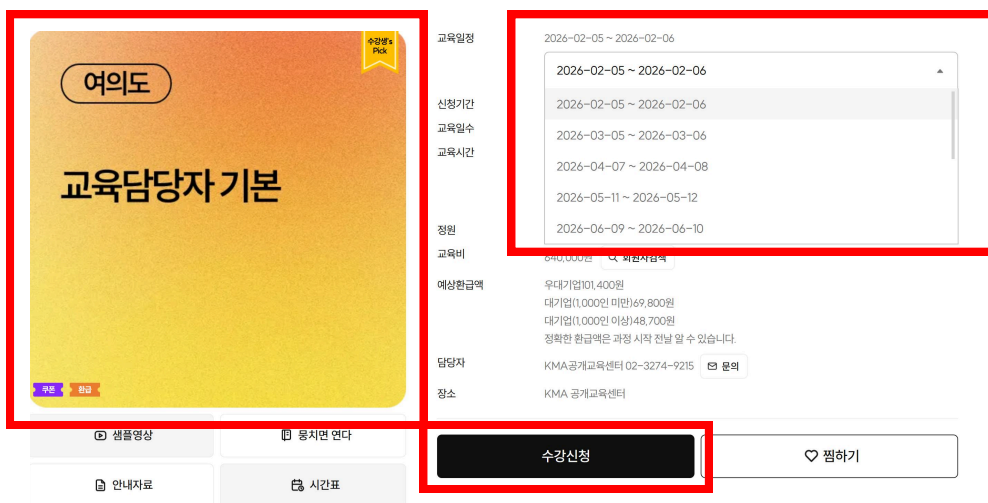 수강생's
Pick
여의도
교육담당자 기본
쿠폰
환급
샘플영상
뭉치면 연다
안내자료
시간표
교육일정
2026-02-05 ~ 2026-02-06
2026-02-05 ~ 2026-02-06
2026-02-05 ~ 2026-02-06
2026-03-05 ~ 2026-03-06
2026-04-07 ~ 2026-04-08
2026-05-11 ~ 2026-05-12
2026-06-09 ~ 2026-06-10
신청기간
교육일수
교육시간
정원
교육비
640,000원 회원사검색
예상환급액
우대기업101,400원
대기업(1,000인 미만)69,800원
대기업(1,000인 이상)48,700원
정확한 환급액은 과정 시작 전날 알 수 있습니다.
담당자
KMA공개교육센터 02-3274-9215 문의
장소
KMA 공개교육센터
수강신청
찜하기